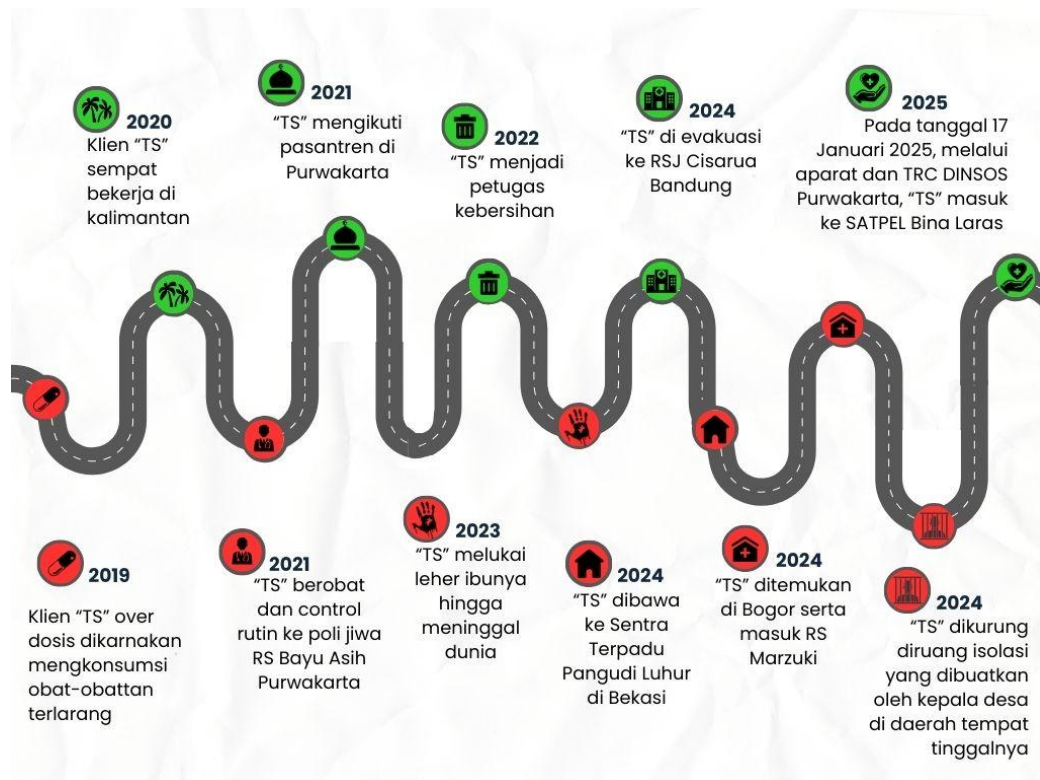 2020
Klien “TS”
sempat
bekerja di
kalimantan
2021
“TS” mengikuti
pasantren di
Purwakarta
2022
“TS” menjadi
petugas
kebersihan
2024
“TS” di evakuasi
ke RSJ Cisarua
Bandung
2025
Pada tanggal 17
Januari 2025, melalui
aparat dan TRC DINSOS
Purwakarta, “TS” masuk
ke SATPEL Bina Laras
2019
Klien “TS” over
dosis dikarnakan
mengkonsumsi
obat-obattan
terlarang
2021
“TS” berobat
dan control
rutin ke poli jiwa
RS Bayu Asih
Purwakarta
2023
“TS” melukai
leher ibunya
hingga
meninggal
dunia
2024
“TS” dibawa
ke Sentra
Terpadu
Pangudi Luhur
di Bekasi
2024
“TS” ditemukan
di Bogor serta
masuk RS
Marzuki
2024
“TS” dikurung
diruang isolasi
yang dibuatkan
oleh kepala desa
di daerah tempat
tinggalnya